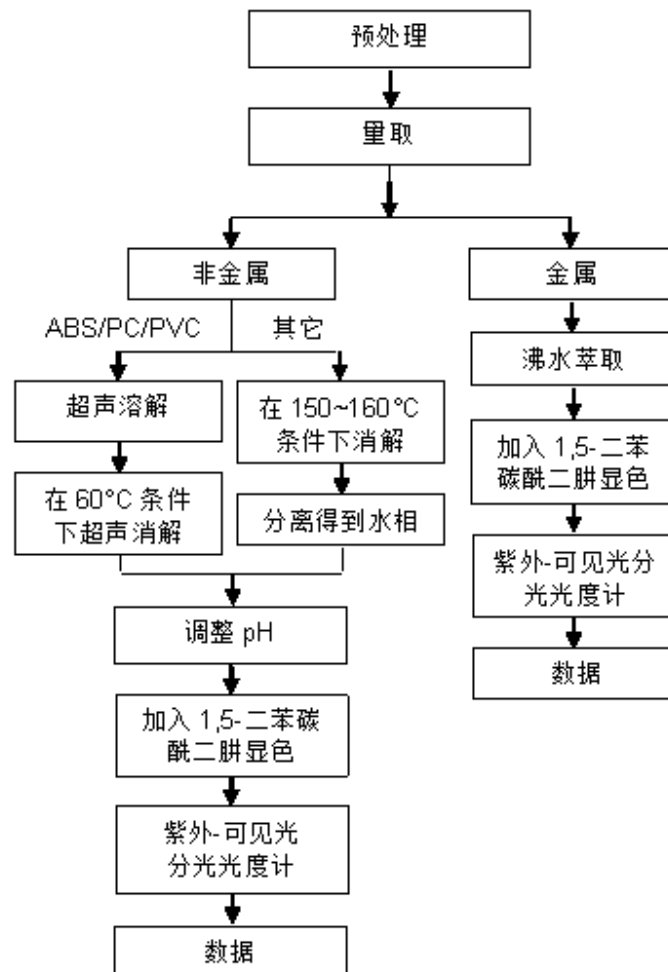 预处理
量取
非金属
金属
ABS/PC/PVC
其它
沸水萃取
超声溶解
在 150~160°C
条件下消解
加入 1,5-二苯
碳酰二肼显色
在 60°C 条件
下超声消解
分离得到水相
紫外-可见光分
光光度计
调整 pH
数据
加入 1,5-二苯碳
酰二肼显色
紫外-可见光
分光光度计
数据